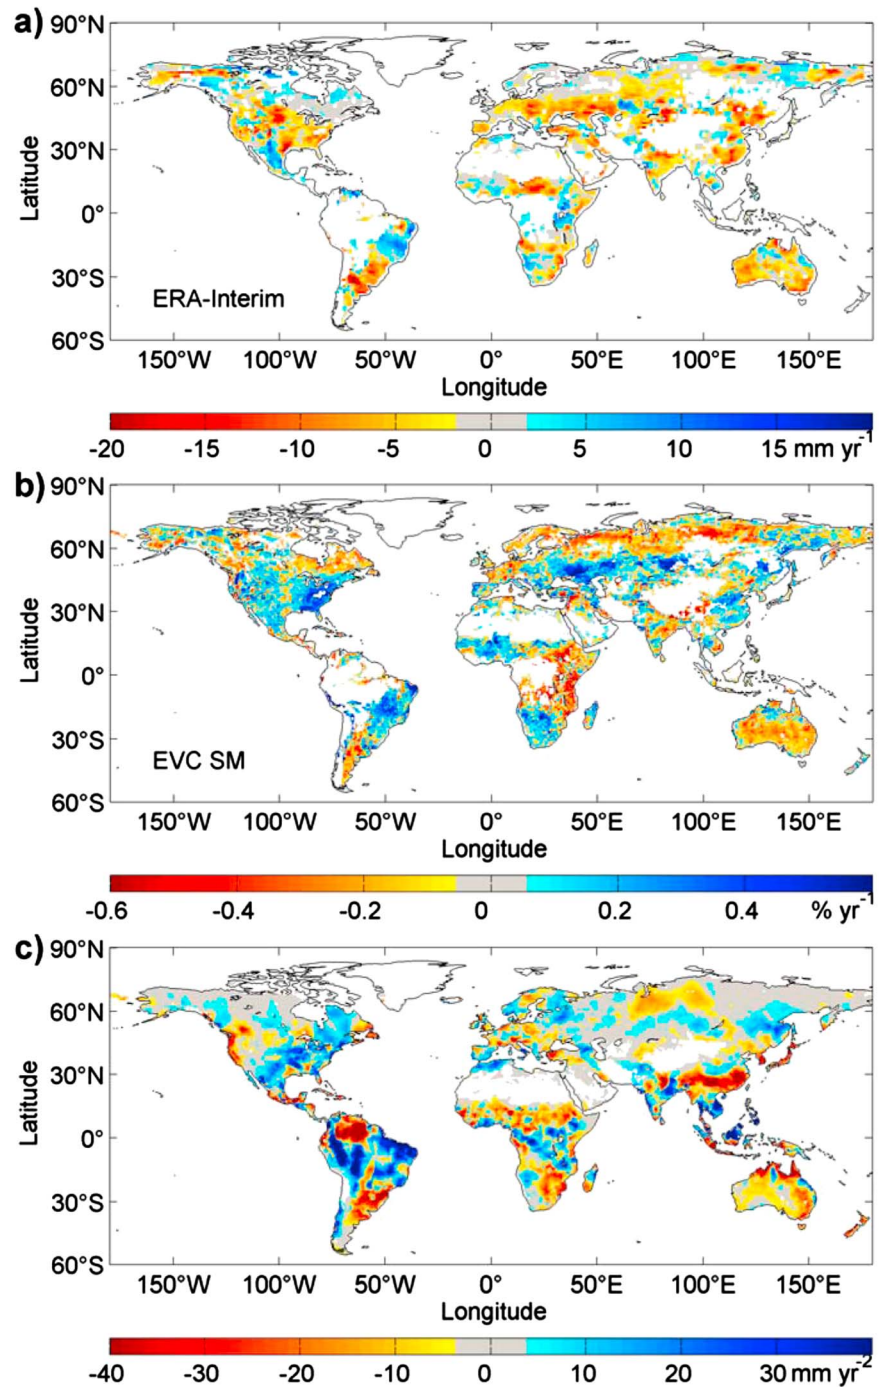 a)
90°N
60°N
30°N
0°
30°S
60°S
Latitude
ERA-Interim
150°W 100°W 50°W 0° 50°E 100°E 150°E
Longitude
-20 -15 -10 -5 0 5 10 15 mm yr-1
b)
90°N
60°N
30°N
0°
30°S
60°S
Latitude
EVC SM
150°W 100°W 50°W 0° 50°E 100°E 150°E
Longitude
-0.6 -0.4 -0.2 0 0.2 0.4 % yr-1
c)
90°N
60°N
30°N
0°
30°S
60°S
Latitude
150°W 100°W 50°W 0° 50°E 100°E 150°E
Longitude
-40 -30 -20 -10 0 10 20 30 mm yr-2